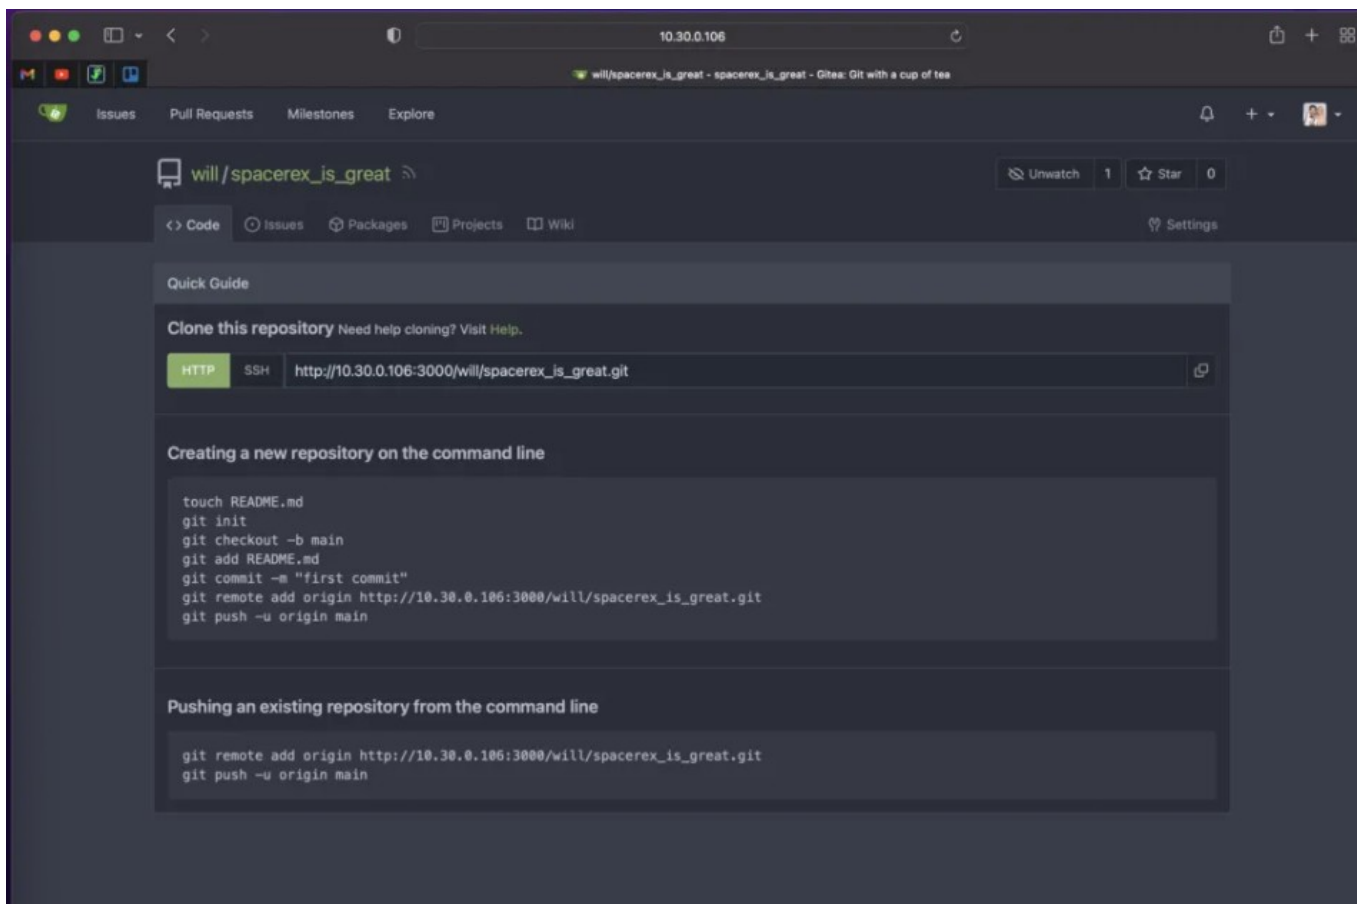 10.30.0.106
will/spacerex_is_great - spacerex_is_great - Gitea: Git with a cup of tea
Issues Pull Requests Milestones Explore
will/spacerex_is_great
Unwatch 1 Star 0
<> Code Issues Packages Projects Wiki Settings
Quick Guide
Clone this repository Need help cloning? Visit Help.
HTTP SSH http://10.30.0.106:3000/will/spacerex_is_great.git
Creating a new repository on the command line
touch README.md
git init
git checkout -b main
git add README.md
git commit -m "first commit"
git remote add origin http://10.30.0.106:3000/will/spacerex_is_great.git
git push -u origin main
Pushing an existing repository from the command line
git remote add origin http://10.30.0.106:3000/will/spacerex_is_great.git
git push -u origin main